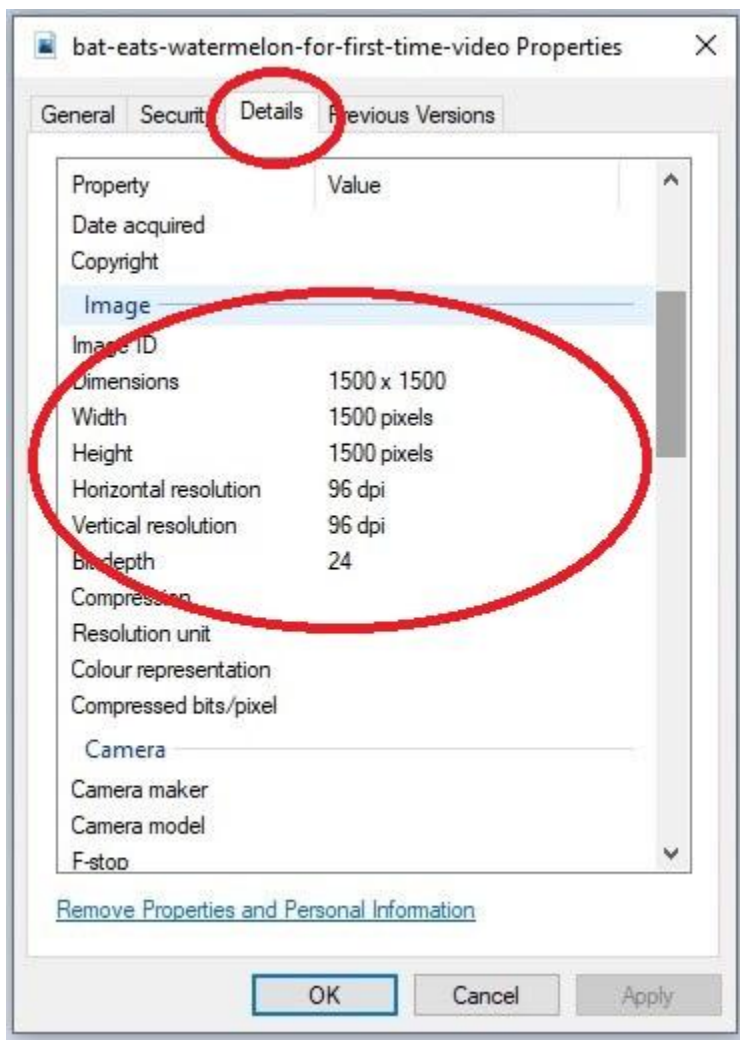 bat-eats-watermelon-for-first-time-video Properties
General Security Details Previous Versions
Property Value
Date acquired
Copyright
Image
Image ID
Dimensions 1500 x 1500
Width 1500 pixels
Height 1500 pixels
Horizontal resolution 96 dpi
Vertical resolution 96 dpi
Bit depth 24
Compression
Resolution unit
Colour representation
Compressed bits/pixel
Camera
Camera maker
Camera model
F-stop
Remove Properties and Personal Information
OK Cancel Apply